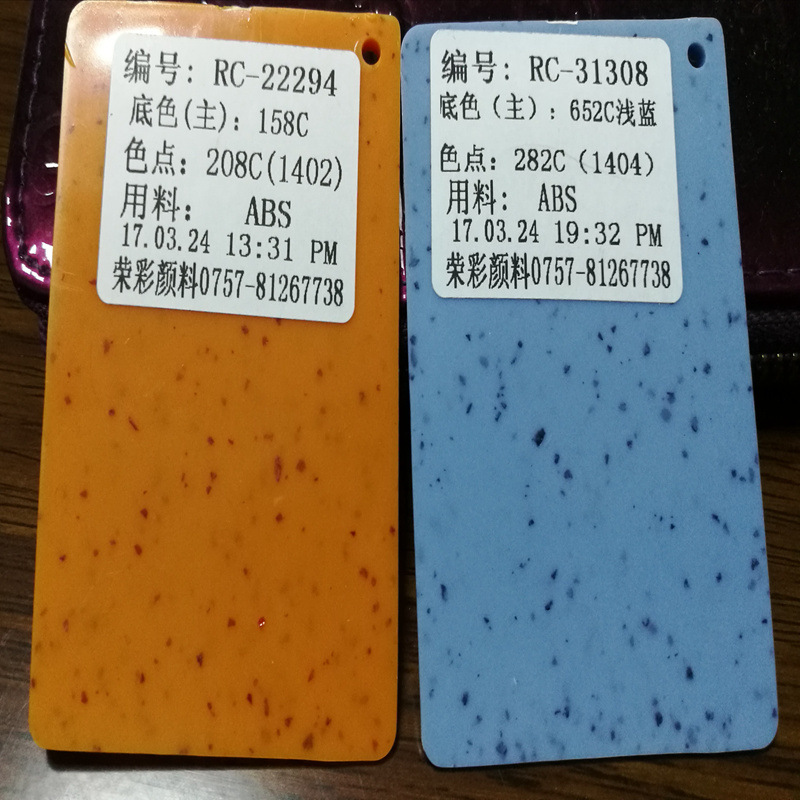 编号: RC-22294
底色(主): 158C
色点: 208C(1402)
用料: ABS
17.03.24 13:31 PM
荣彩颜料0757-81267738
编号: RC-31308
底色（主）: 652C浅蓝
色点: 282C（1404）
用料: ABS
17.03.24 19:32 PM
荣彩颜料0757-81267738